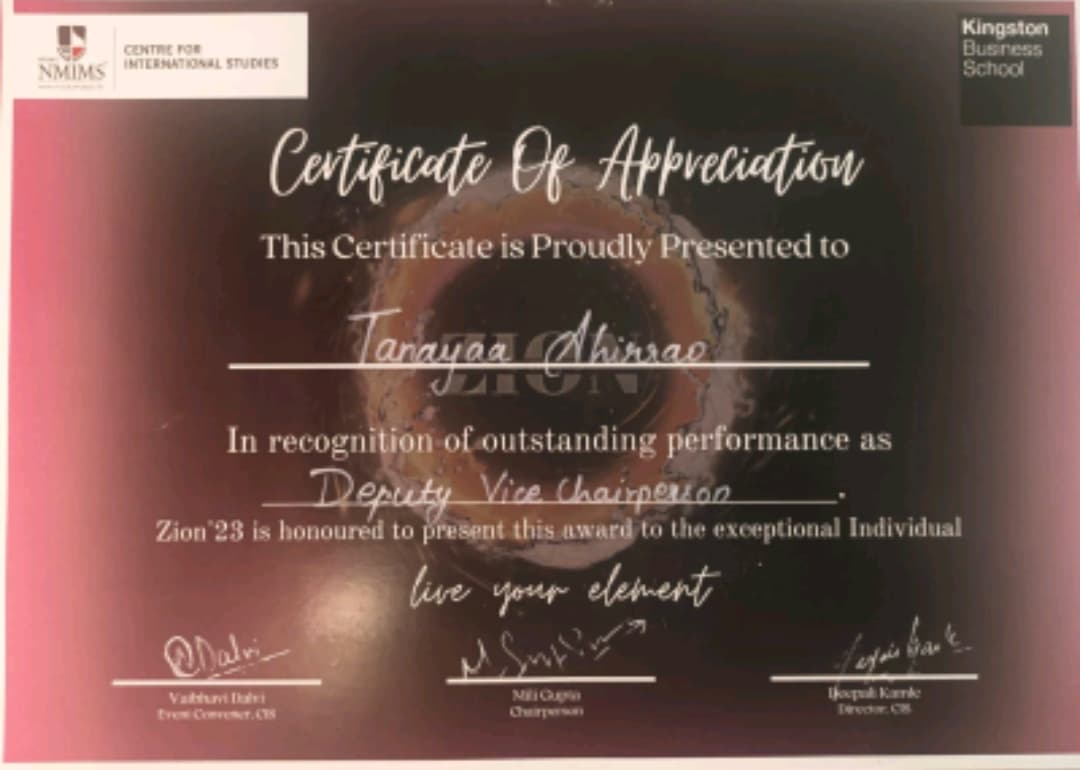 NMIMS
CENTRE FOR
INTERNATIONAL STUDIES
Kingston
Business
School
Certificate Of Appreciation
This Certificate is Proudly Presented to
Tanayaa Ahirrao
ZION
In recognition of outstanding performance as
Deputy Vice Chairperson.
Zion'23 is honoured to present this award to the exceptional Individual
live your element
Dalvi
Vaibhavi Dalvi
Event Convener, CIS
Mili Gupta
Chairperson
Deepali Kamle
Director, CIS